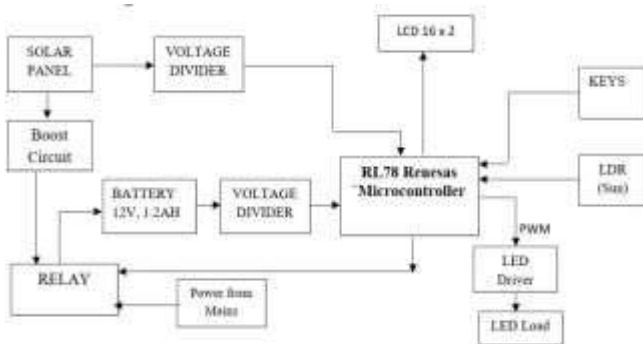 LCD 16 x 2
SOLAR
PANEL
VOLTAGE
DIVIDER
KEYS
Boost
Circuit
RL78 Renesas
`Microcontroller
LDR
(Sun)
BATTERY
12V, 1.2AH
VOLTAGE
DIVIDER
PWM
LED
Driver
RELAY
Power from
Mains
LED Load